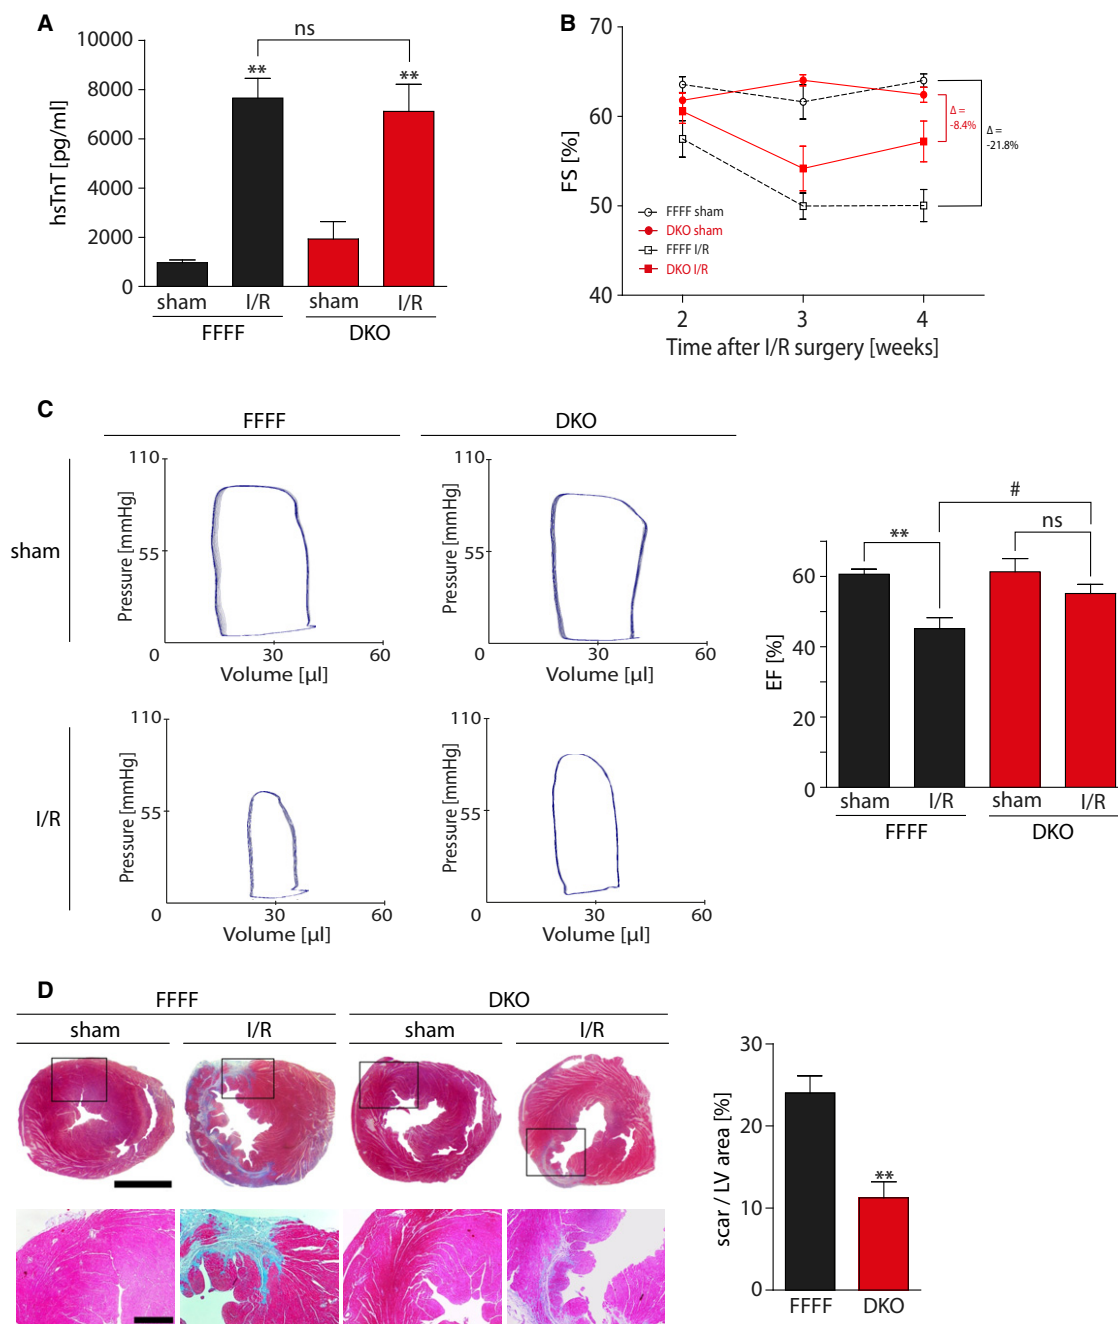 A
10000
8000
6000
4000
2000
0
hsTnT [pg/ml]
ns
**
**
sham
I/R
sham
I/R
FFFF
DKO
B
70
60
50
40
FS [%]
Δ =
-8.4%
Δ =
-21.8%
FFFF sham
DKO sham
FFFF I/R
DKO I/R
2
3
4
Time after I/R surgery [weeks]
C
FFFF
DKO
sham
I/R
110
55
0
30
60
Pressure [mmHg]
Volume [µl]
110
55
0
30
60
Pressure [mmHg]
Volume [µl]
110
55
0
30
60
Pressure [mmHg]
Volume [µl]
110
55
0
30
60
Pressure [mmHg]
Volume [µl]
#
**
ns
60
40
20
0
EF [%]
sham
I/R
sham
I/R
FFFF
DKO
D
FFFF
DKO
sham
I/R
sham
I/R
30
20
10
0
scar / LV area [%]
**
FFFF
DKO